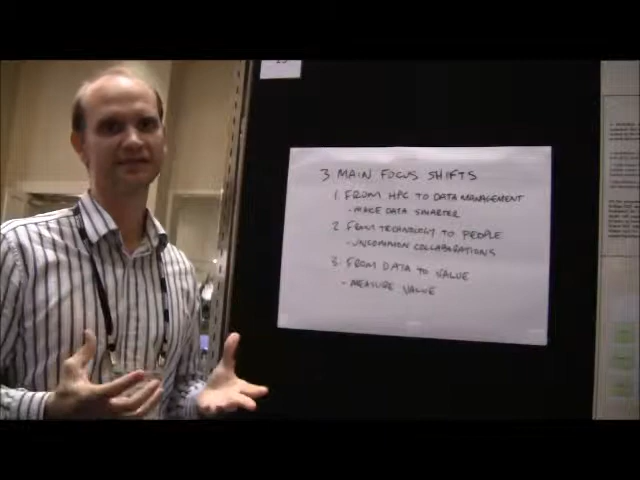 3 MAIN FOCUS SHIFTS
1. FROM HPC TO DATA MANAGEMENT
- MAKE DATA SMARTER
2. FROM TECHNOLOGY TO PEOPLE
- UNCOMMON COLLABORATIONS
3. FROM DATA TO VALUE
- MEASURE VALUE